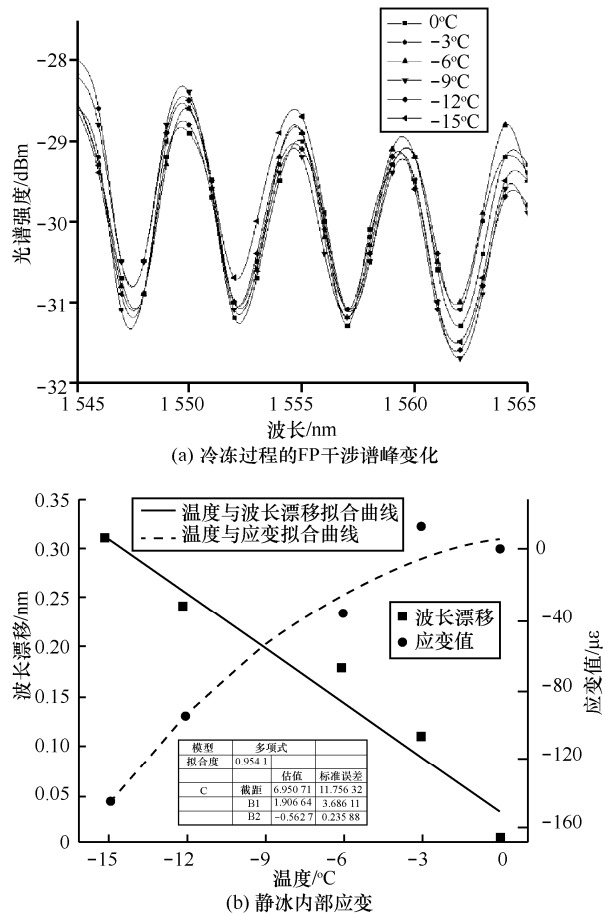 0°C
-3°C
-6°C
-9°C
-12°C
-15°C
-28
-29
-30
-31
-32
光谱强度/dBm
1 545
1 550
1 555
1 560
1 565
波长/nm
(a) 冷冻过程的FP干涉谱峰变化
0.35
0.30
0.25
0.20
0.15
0.10
0.05
0
波长漂移/nm
温度与波长漂移拟合曲线
温度与应变拟合曲线
波长漂移
应变值
0
-40
-80
-120
-160
应变值/με
模型 多项式
拟合度 0.954 1
估值 标准误差
C 截距 6.950 71 11.756 32
B1 1.906 64 3.686 11
B2 -0.562 7 0.235 88
-15
-12
-9
-6
-3
0
温度/°C
(b) 静冰内部应变